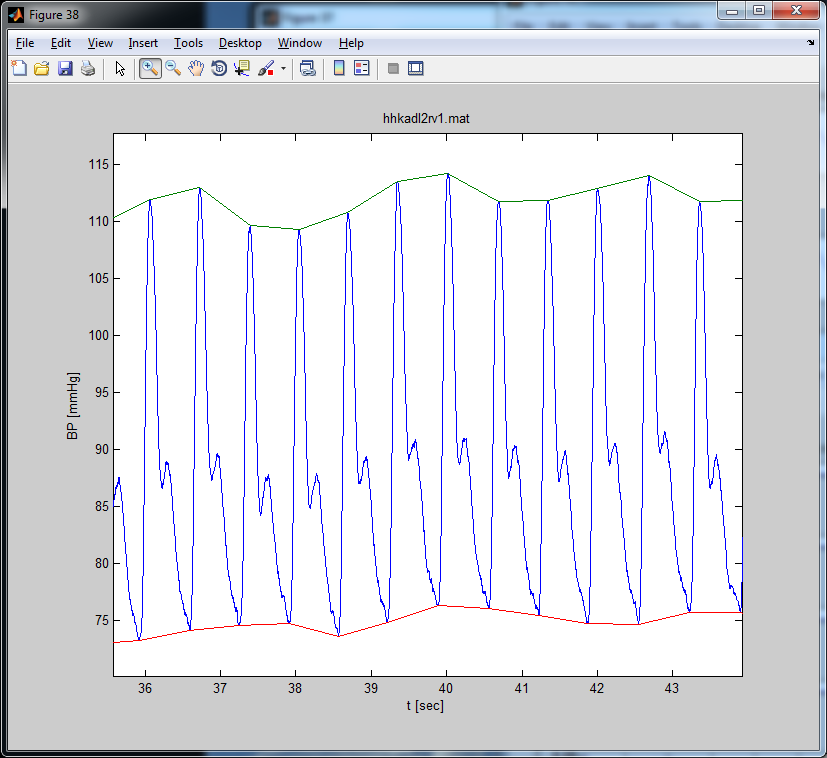 Figure 38
File Edit View Insert Tools Desktop Window Help
hhkadl2rv1.mat
115
110
105
100
95
90
85
80
75
BP [mmHg]
36 37 38 39 40 41 42 43
t [sec]